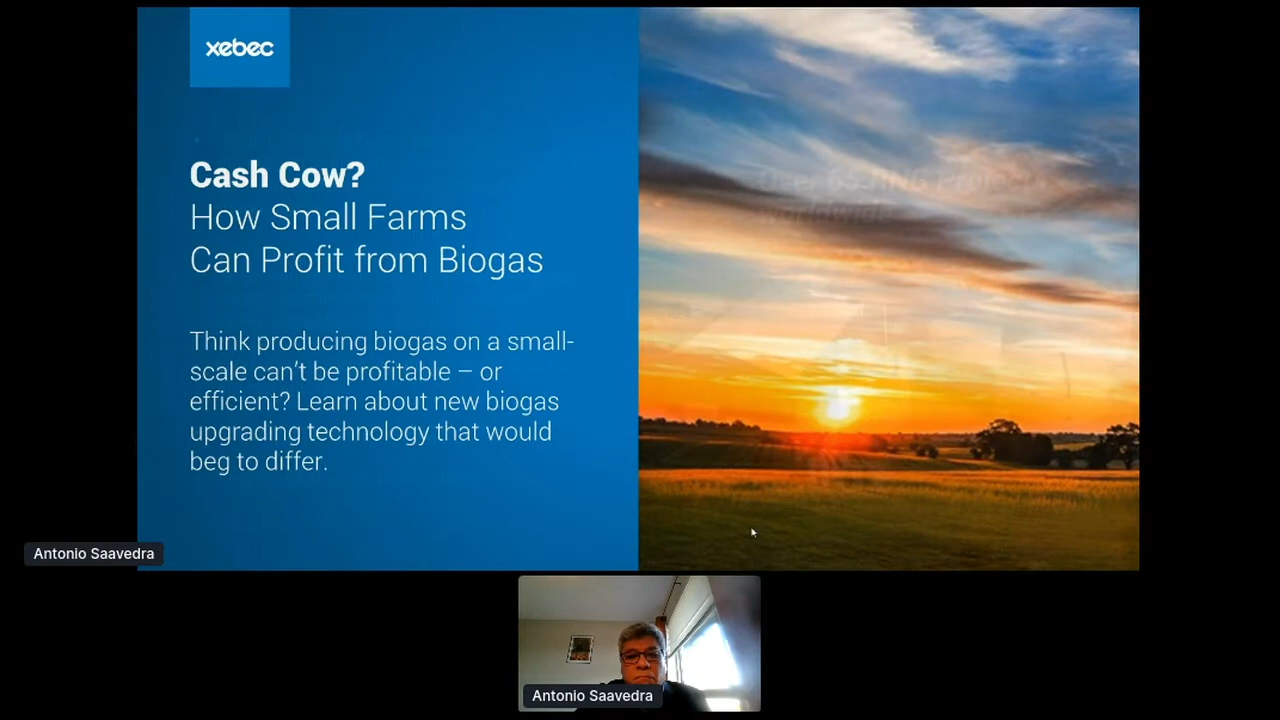 xebec
Cash Cow?
How Small Farms
Can Profit from Biogas
Think producing biogas on a small-
scale can't be profitable – or
efficient? Learn about new biogas
upgrading technology that would
beg to differ.
Antonio Saavedra
Antonio Saavedra